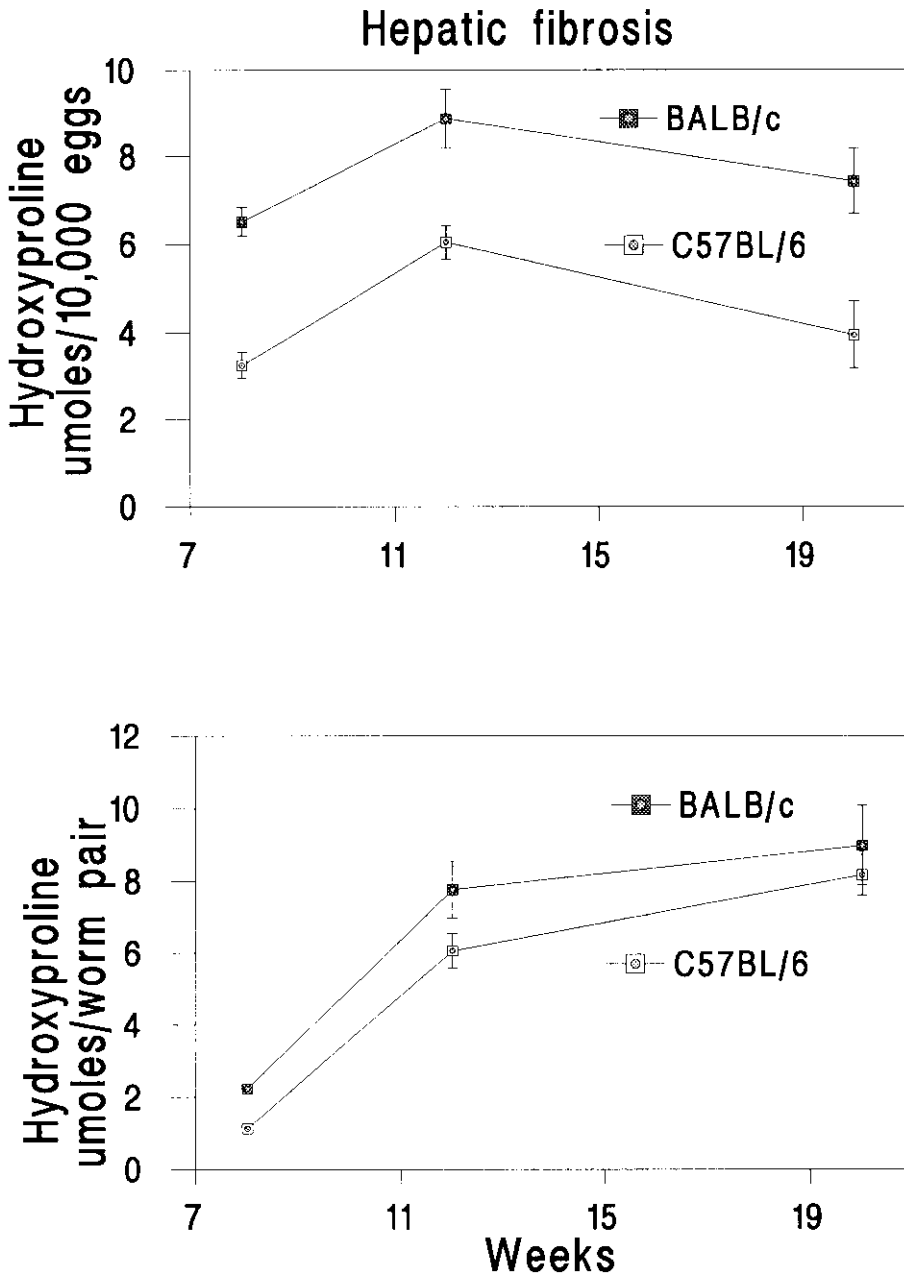 Hepatic fibrosis
Hydroxyproline
umoles/10,000 eggs
10
8
6
4
2
0
BALB/c
C57BL/6
7 11 15 19
Hydroxyproline
umoles/worm pair
12
10
8
6
4
2
0
BALB/c
C57BL/6
7 11 15 19
Weeks